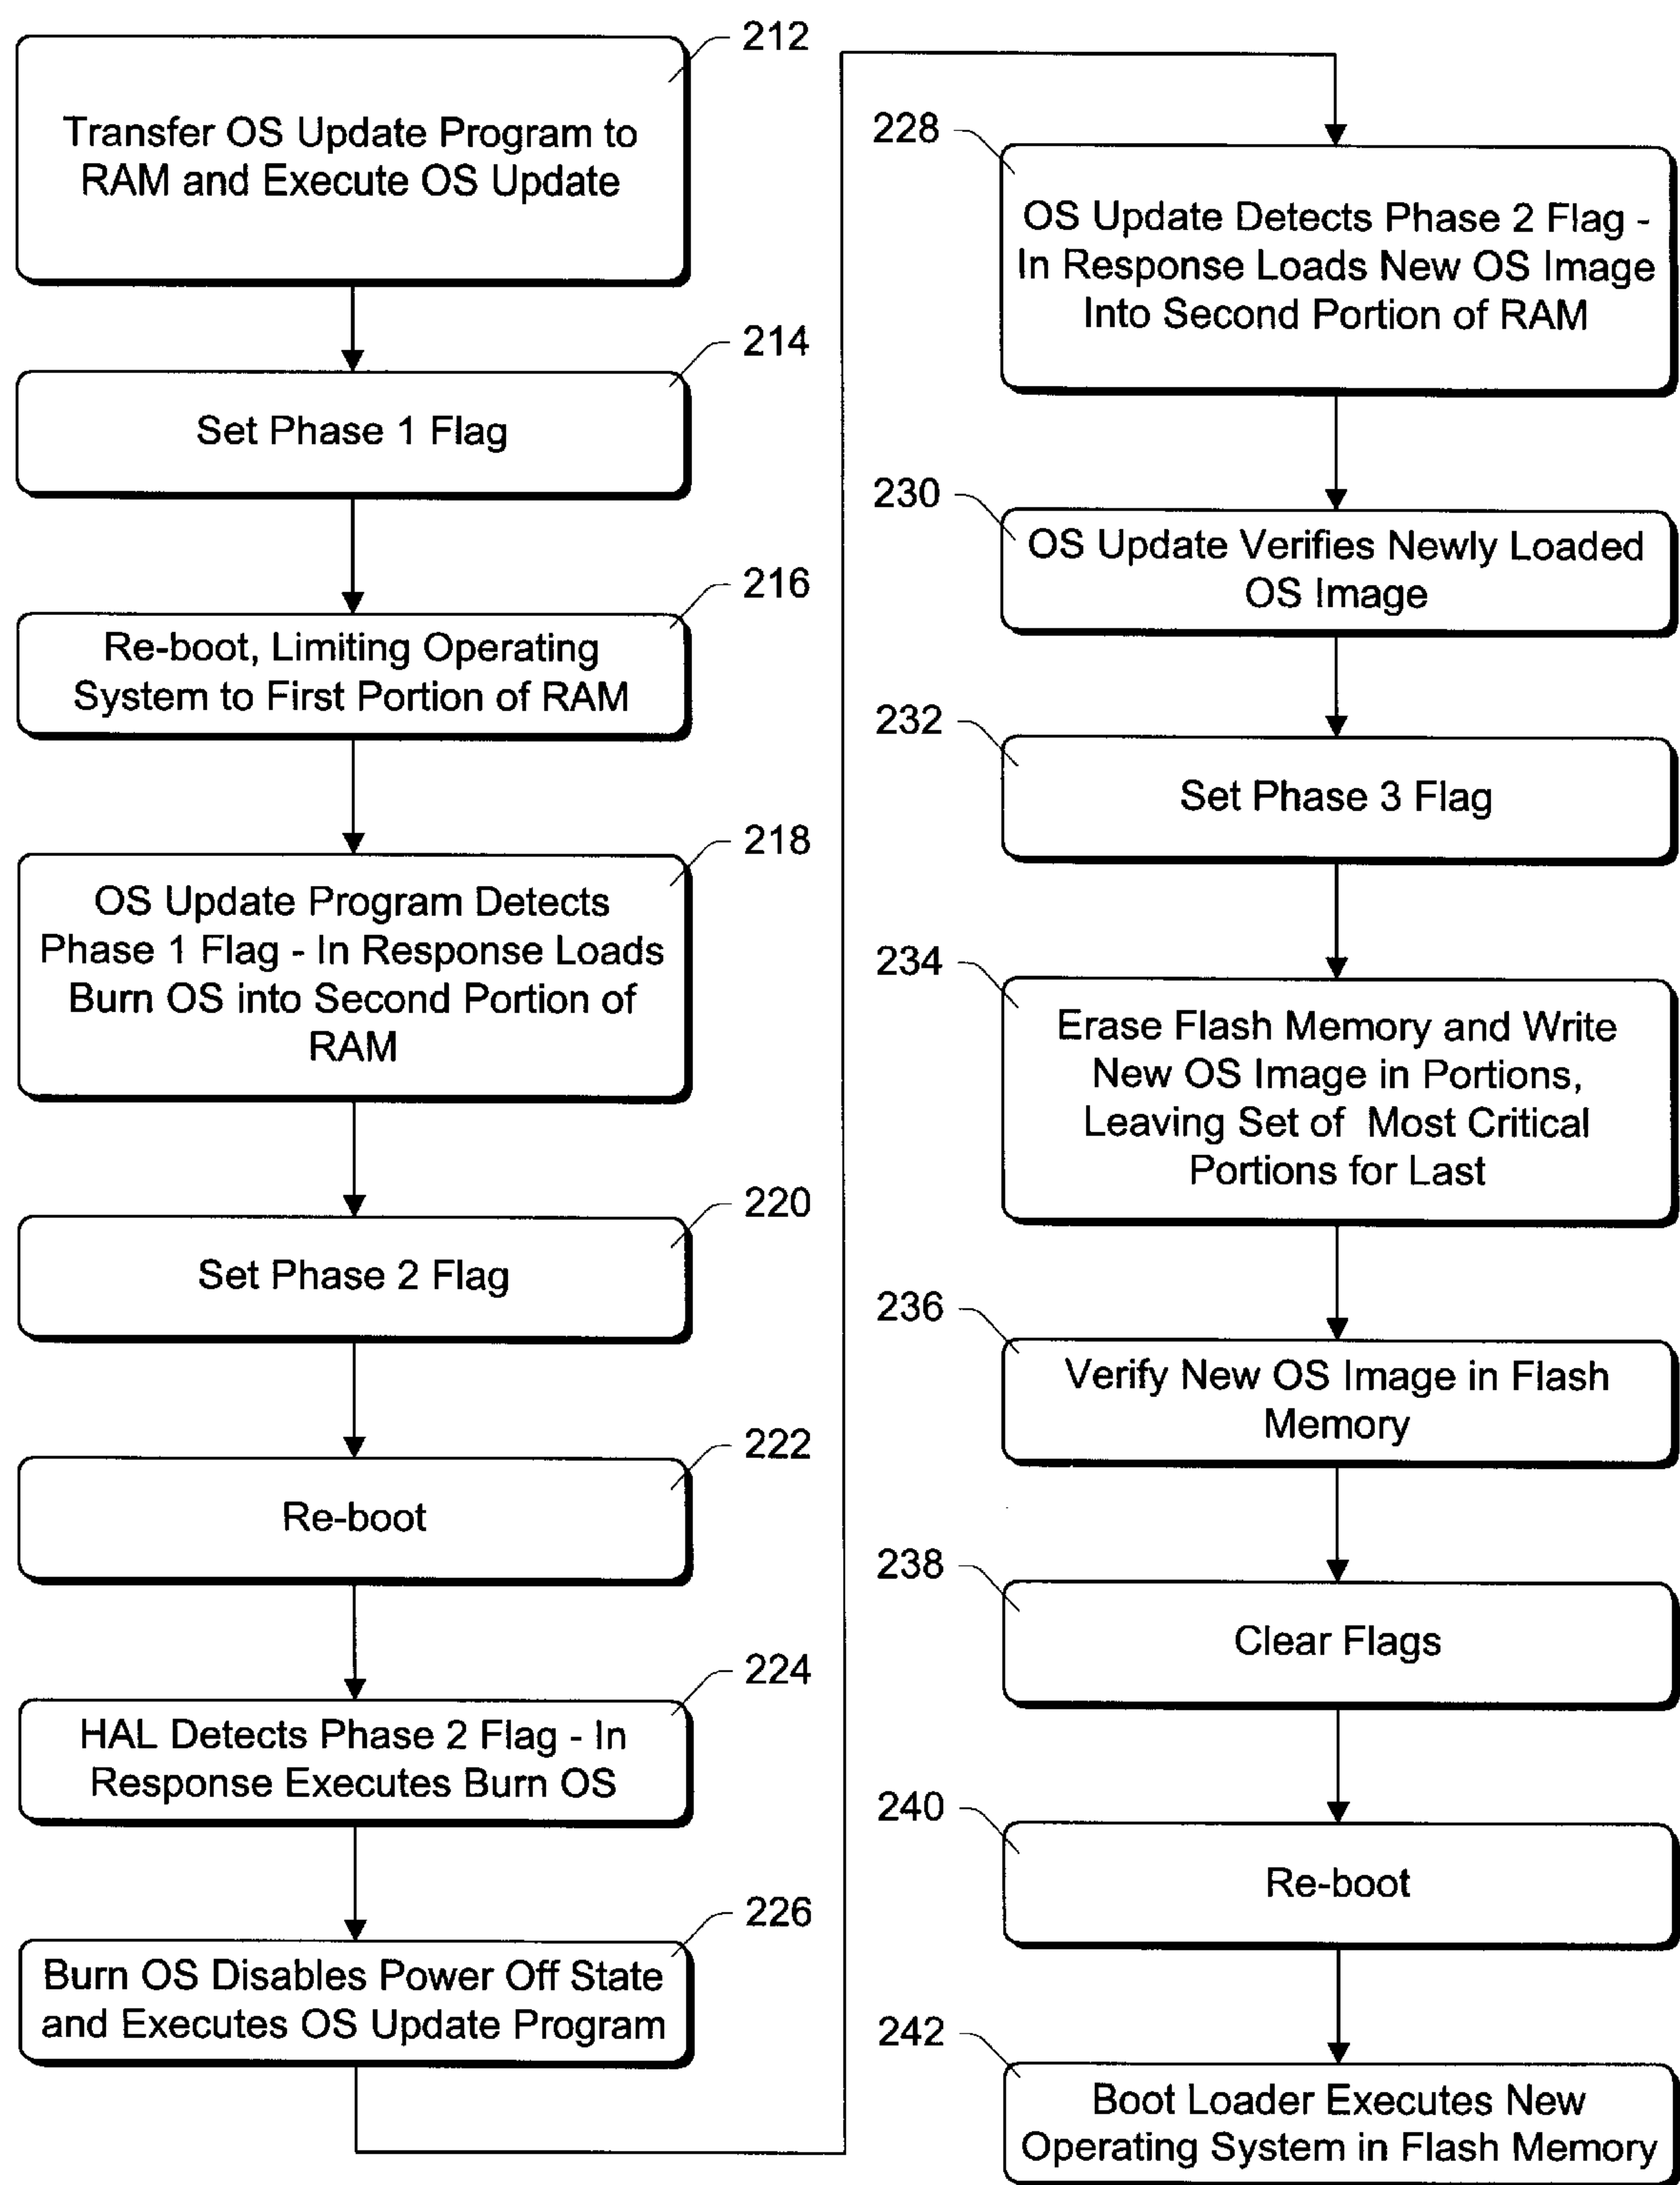 212
Transfer OS Update Program to
RAM and Execute OS Update
214
Set Phase 1 Flag
216
Re-boot, Limiting Operating
System to First Portion of RAM
218
OS Update Program Detects
Phase 1 Flag - In Response Loads
Burn OS into Second Portion of
RAM
220
Set Phase 2 Flag
222
Re-boot
224
HAL Detects Phase 2 Flag - In
Response Executes Burn OS
226
Burn OS Disables Power Off State
and Executes OS Update Program
228
OS Update Detects Phase 2 Flag -
In Response Loads New OS Image
Into Second Portion of RAM
230
OS Update Verifies Newly Loaded
OS Image
232
Set Phase 3 Flag
234
Erase Flash Memory and Write
New OS Image in Portions,
Leaving Set of Most Critical
Portions for Last
236
Verify New OS Image in Flash
Memory
238
Clear Flags
240
Re-boot
242
Boot Loader Executes New
Operating System in Flash Memory